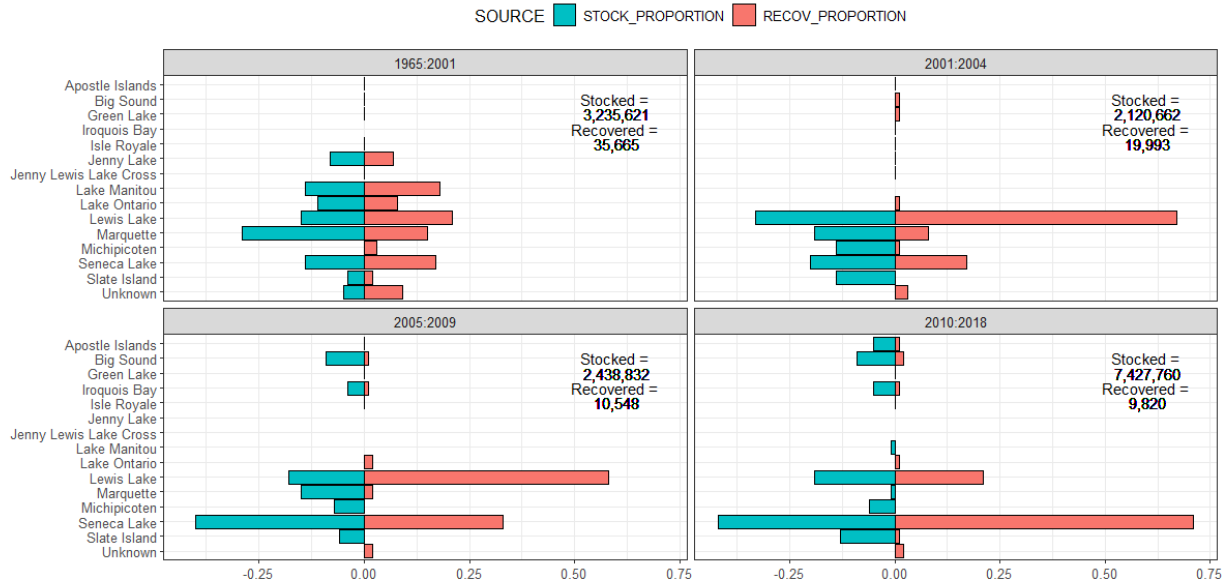 SOURCE STOCK_PROPORTION RECOV_PROPORTION
1965:2001
2001:2004
Apostle Islands
Big Sound
Green Lake
Iroquois Bay
Isle Royale
Jenny Lake
Jenny Lewis Lake Cross
Lake Manitou
Lake Ontario
Lewis Lake
Marquette
Michipicoten
Seneca Lake
Slate Island
Unknown
Stocked =
3,235,621
Recovered =
35,665
Stocked =
2,120,662
Recovered =
19,993
2005:2009
2010:2018
Apostle Islands
Big Sound
Green Lake
Iroquois Bay
Isle Royale
Jenny Lake
Jenny Lewis Lake Cross
Lake Manitou
Lake Ontario
Lewis Lake
Marquette
Michipicoten
Seneca Lake
Slate Island
Unknown
Stocked =
2,438,832
Recovered =
10,548
Stocked =
7,427,760
Recovered =
9,820
-0.25 0.00 0.25 0.50 0.75
-0.25 0.00 0.25 0.50 0.75